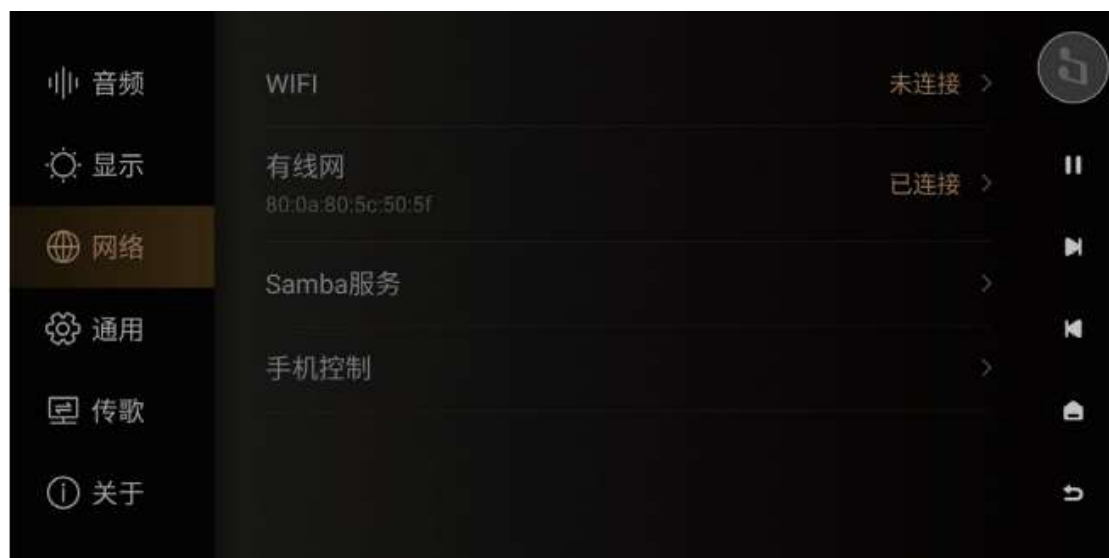 音频
显示
网络
通用
传歌
关于
WIFI
未连接
有线网
80:0a:80:5c:50:5f
已连接
Samba服务
手机控制